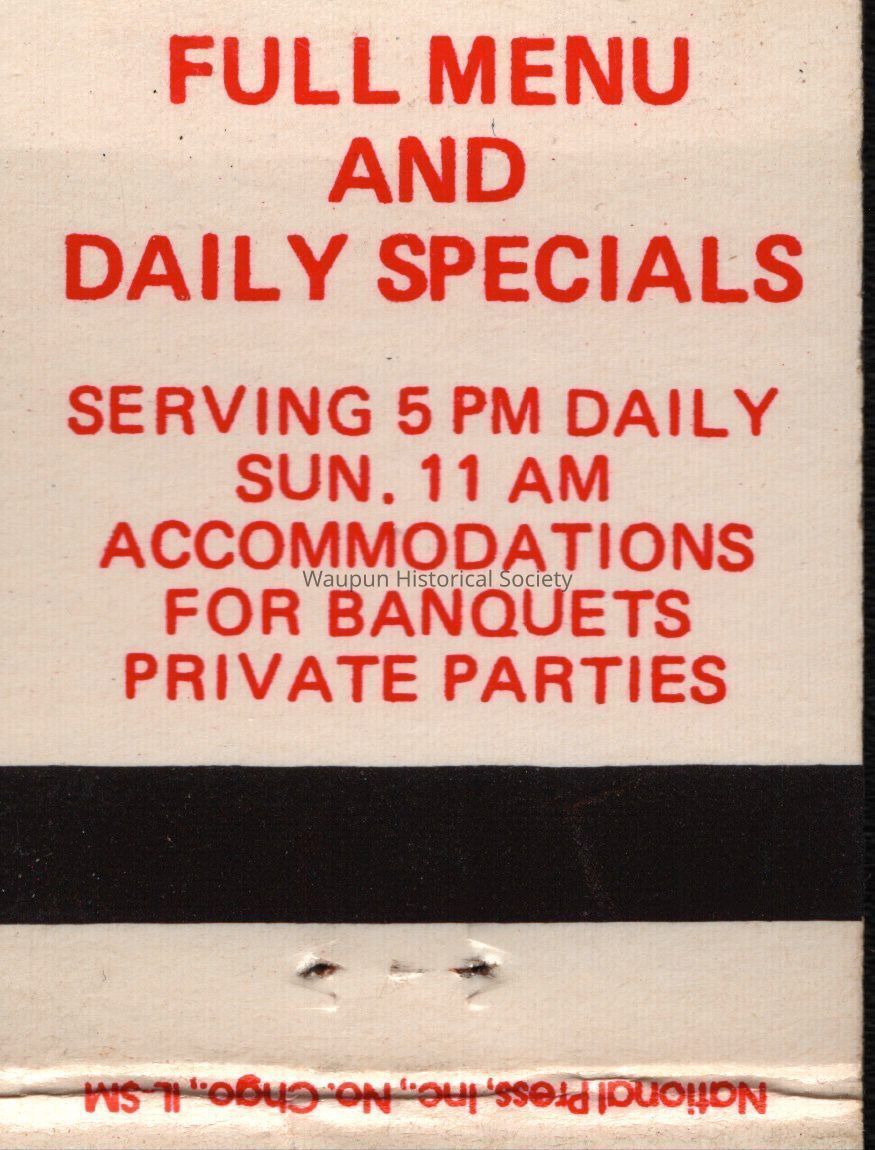 FULL MENU
AND
DAILY SPECIALS
SERVING 5 PM DAILY
SUN. 11 AM
ACCOMMODATIONS
Waupun Historical Society
FOR BANQUETS
PRIVATE PARTIES
National Press, Inc., No. Chgo., IL-SM